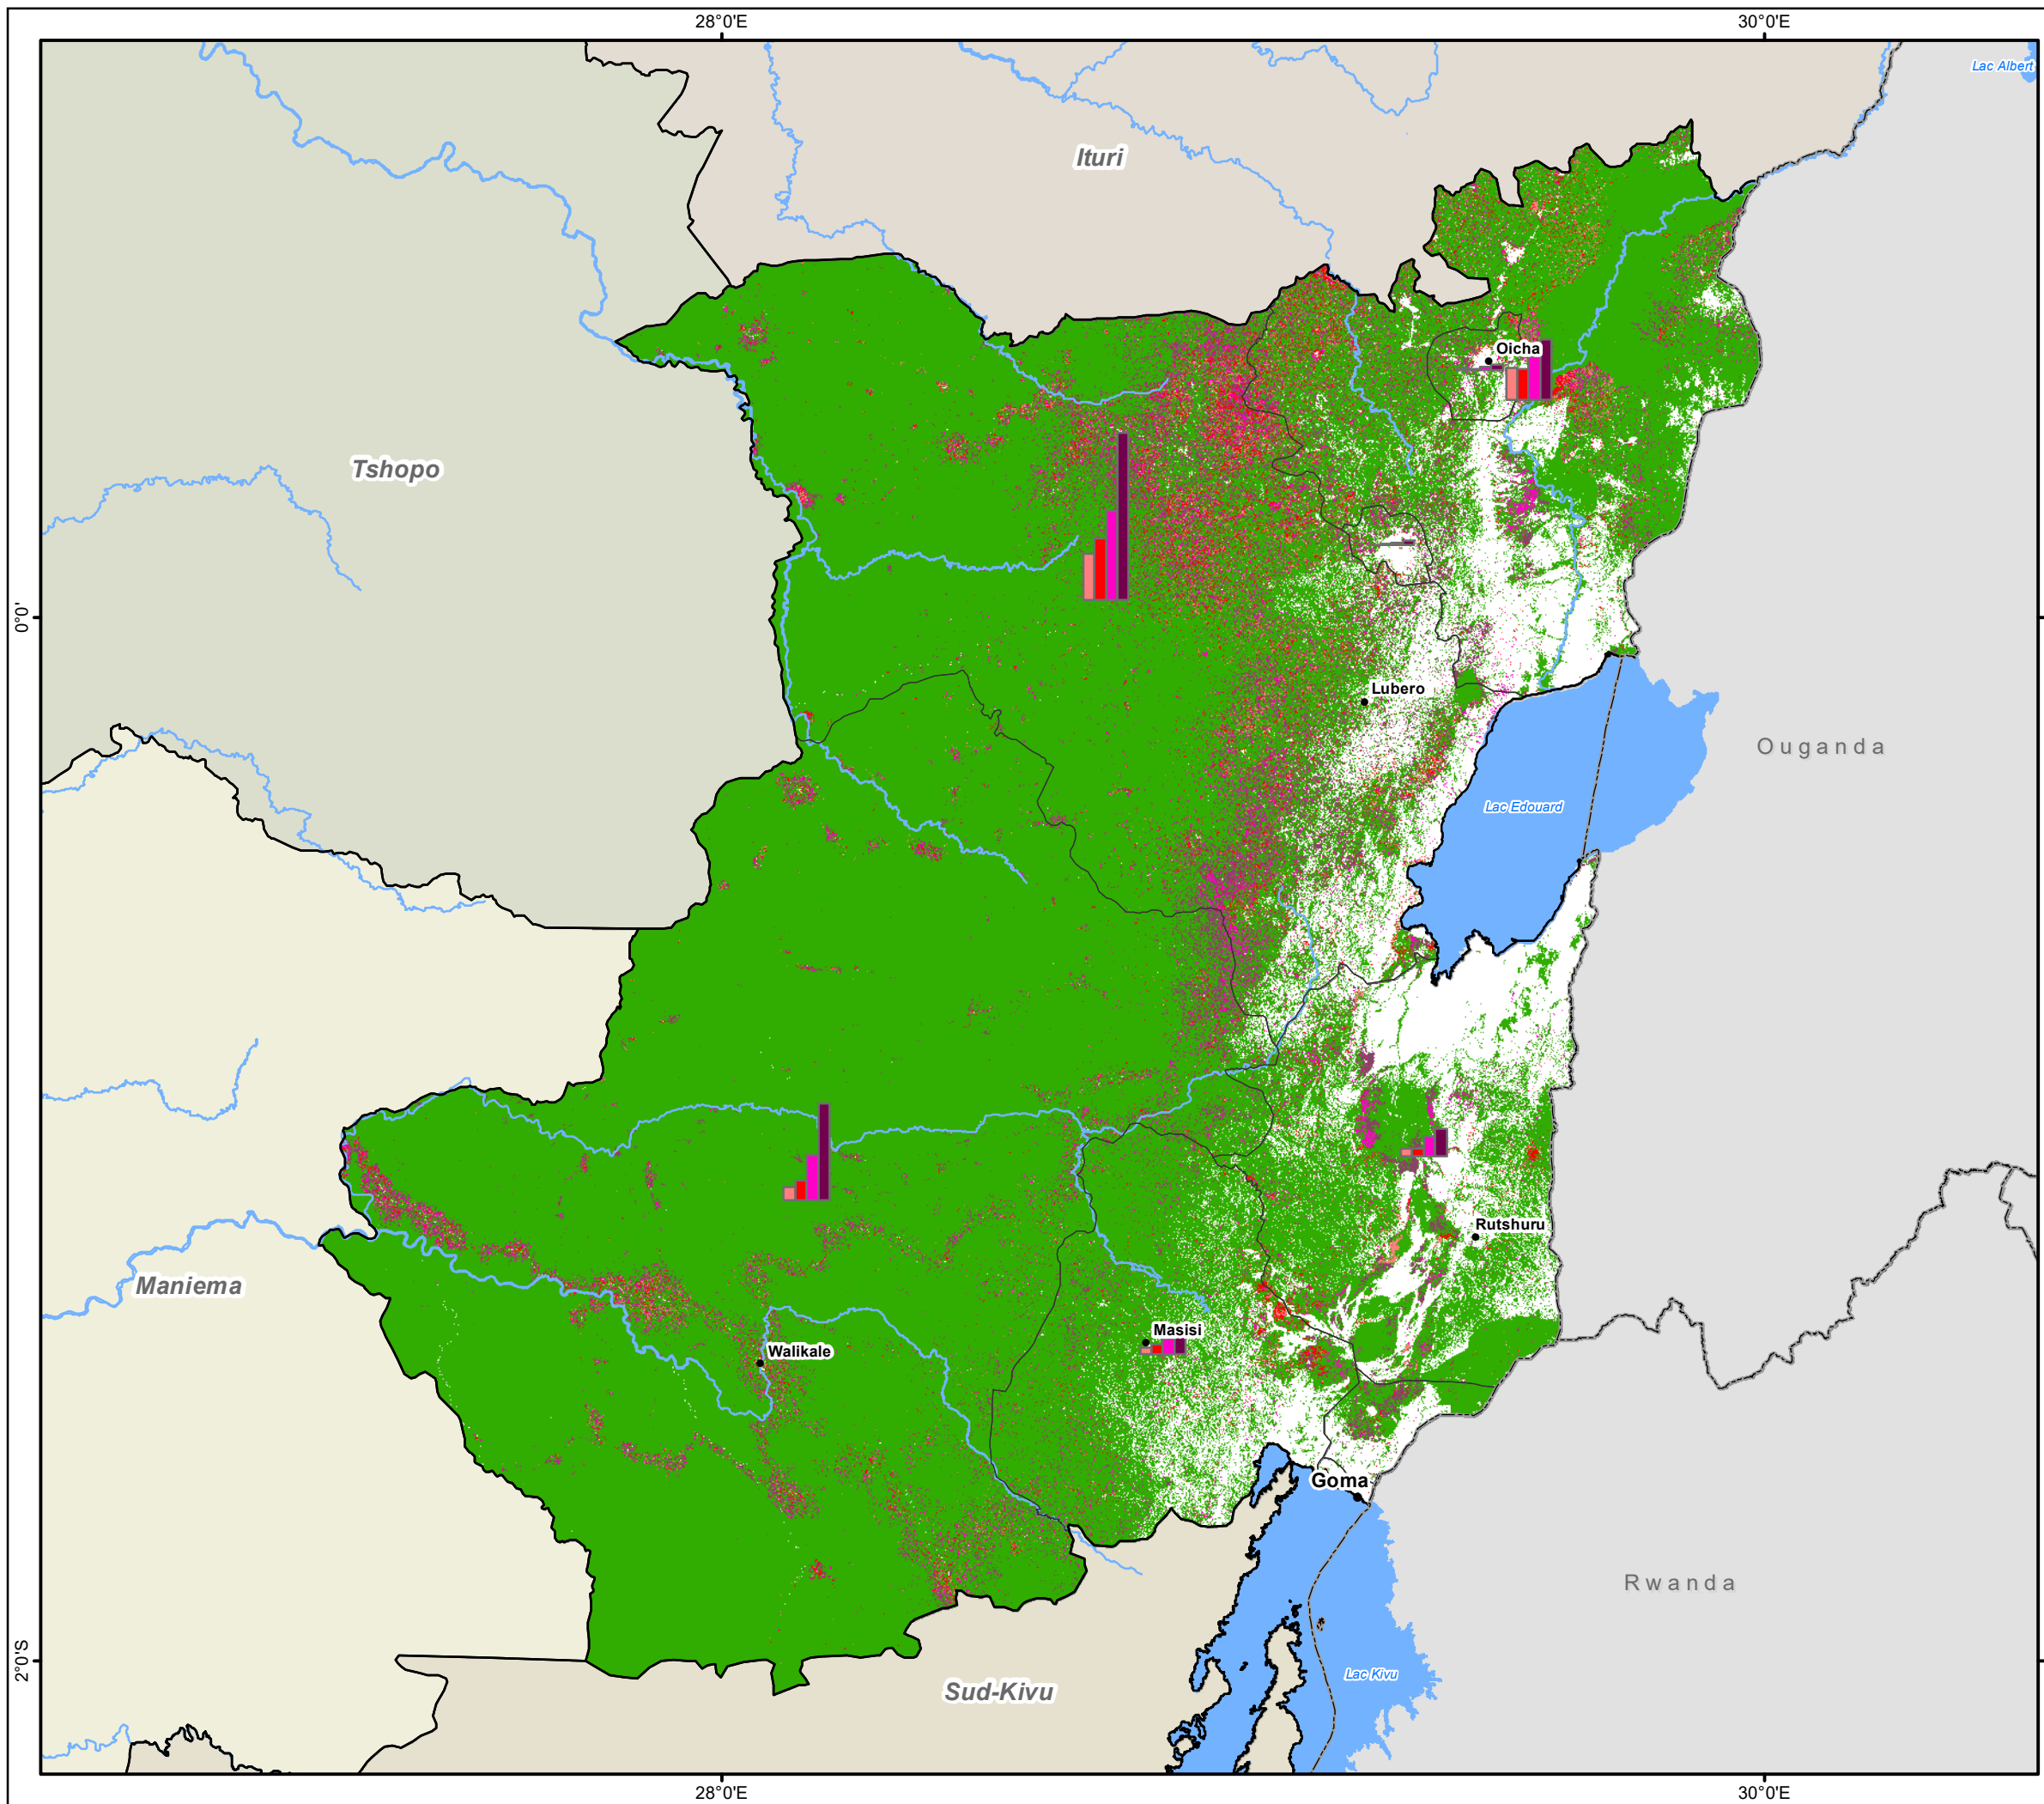 28°0'E
30°0'E
Lac Albert
Ituri
Oicha
Tshopo
0°0'
Lubero
Ouganda
Lac Edouard
Rutshuru
Maniema
Masisi
Walikale
Goma
Rwanda
2°0'S
Lac Kivu
Sud-Kivu
28°0'E
30°0'E